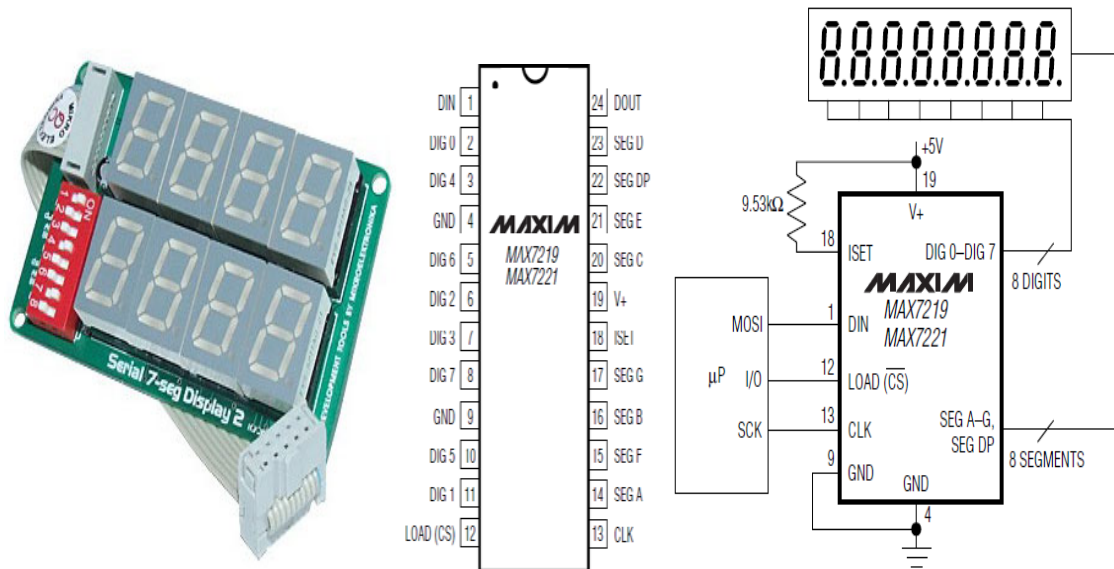 ON
1
2
3
4
5
6
7
8
Serial 7-seg Display 2
DEVELOPMENT TOOLS BY MIKROELEKTRONIKA
DIN 1
DIG 0 2
DIG 4 3
GND 4
DIG 6 5
DIG 2 6
DIG 3 7
DIG 7 8
GND 9
DIG 5 10
DIG 1 11
LOAD (CS) 12
MAXIM
MAX7219
MAX7221
24 DOUT
23 SEG D
22 SEG DP
21 SEG E
20 SEG C
19 V+
18 ISET
17 SEG G
16 SEG B
15 SEG F
14 SEG A
13 CLK
8.8.8.8.8.8.8.8.
+5V
9.53kΩ
19
V+
18
ISET
DIG 0–DIG 7
8 DIGITS
MAXIM
MAX7219
MAX7221
µP
MOSI
I/O
SCK
1
DIN
12
LOAD (CS)
13
CLK
9
GND
SEG A–G,
SEG DP
8 SEGMENTS
GND
4